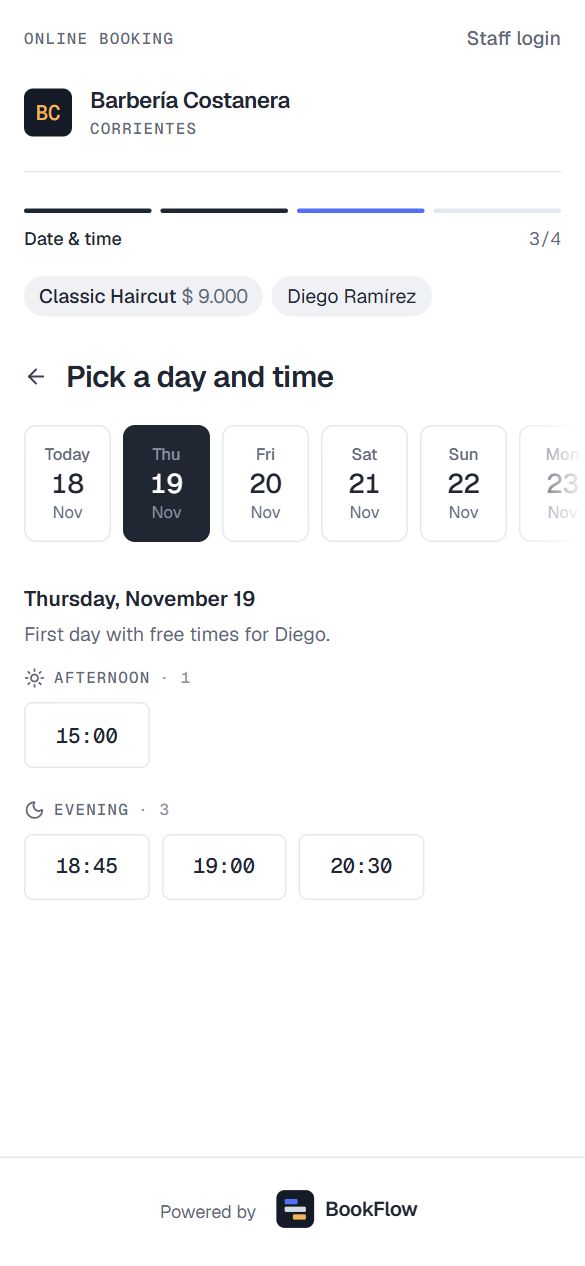 ONLINE BOOKING Staff login
BC
Barbería Costanera
CORRIENTES
Date & time 3/4
Classic Haircut $ 9.000 Diego Ramírez
← Pick a day and time
Today Thu Fri Sat Sun Mon
18 19 20 21 22 23
Nov Nov Nov Nov Nov Nov
Thursday, November 19
First day with free times for Diego.
AFTERNOON · 1
15:00
EVENING · 3
18:45 19:00 20:30
Powered by BookFlow